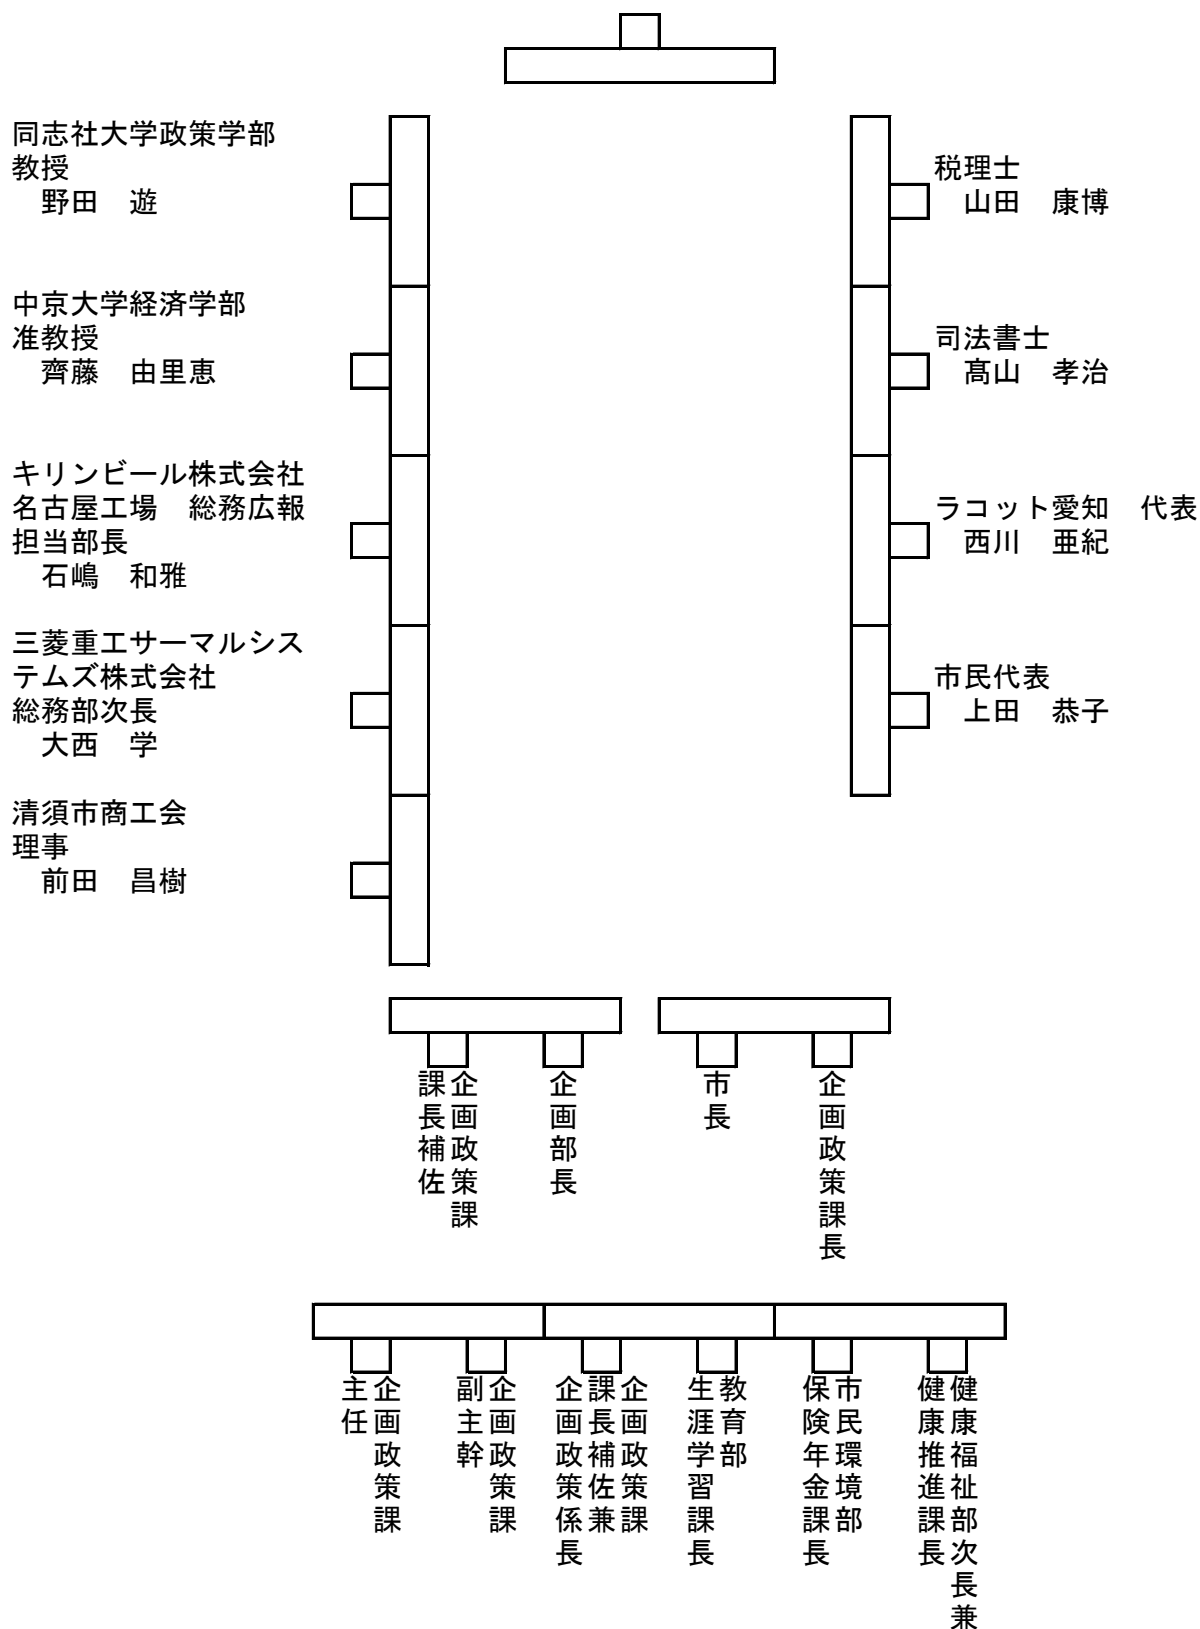 同志社大学政策学部
教授
野田　遊
中京大学経済学部
准教授
齊藤　由里恵
キリンビール株式会社
名古屋工場　総務広報
担当部長
石嶋　和雅
三菱重工サーマルシス
テムズ株式会社
総務部次長
大西　学
清須市商工会
理事
前田　昌樹
税理士
山田　康博
司法書士
髙山　孝治
ラコット愛知　代表
西川　亜紀
市民代表
上田　恭子
企画政策課
課長補佐
企画部長
市長
企画政策課長
企画政策課
主任
企画政策課
副主幹
企画政策課
課長補佐兼
企画政策係長
教育部
生涯学習課長
市民環境部
保険年金課長
健康福祉部次長兼
健康推進課長